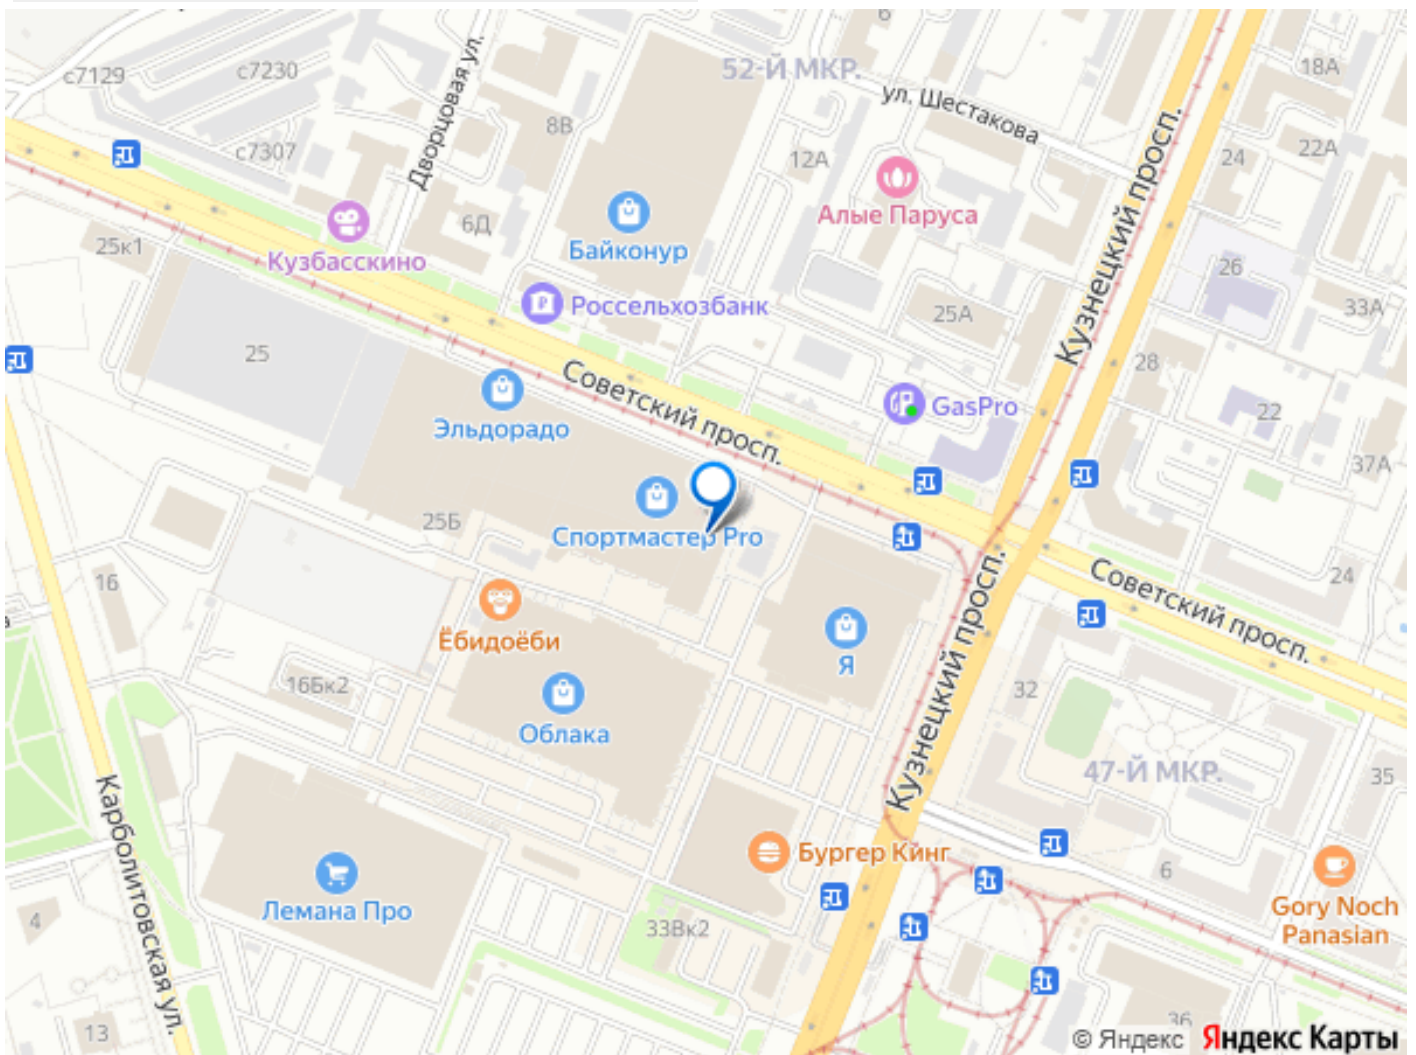 52-Й МКР.
6
18А
с7129
с7230
Дворцовая ул.
ул. Шестакова
8В
12А
с7307
24
22А
Кузнецкий просп.
Алые Паруса
6Д
25к1
Байконур
Кузбасскино
26
Россельхозбанк
25А
33А
25
28
Советский просп.
Эльдорадо
GasPro
22
37А
25Б
Спортмастер Pro
16
24
Советский просп.
Ёбидоёби
Я
16Бк2
32
Кузнецкий просп.
Облака
47-Й МКР.
35
Карболитовская ул.
Бургер Кинг
6
Лемана Про
4
33Вк2
Gory Noch
Panasian
13
36
© Яндекс Яндекс Карты